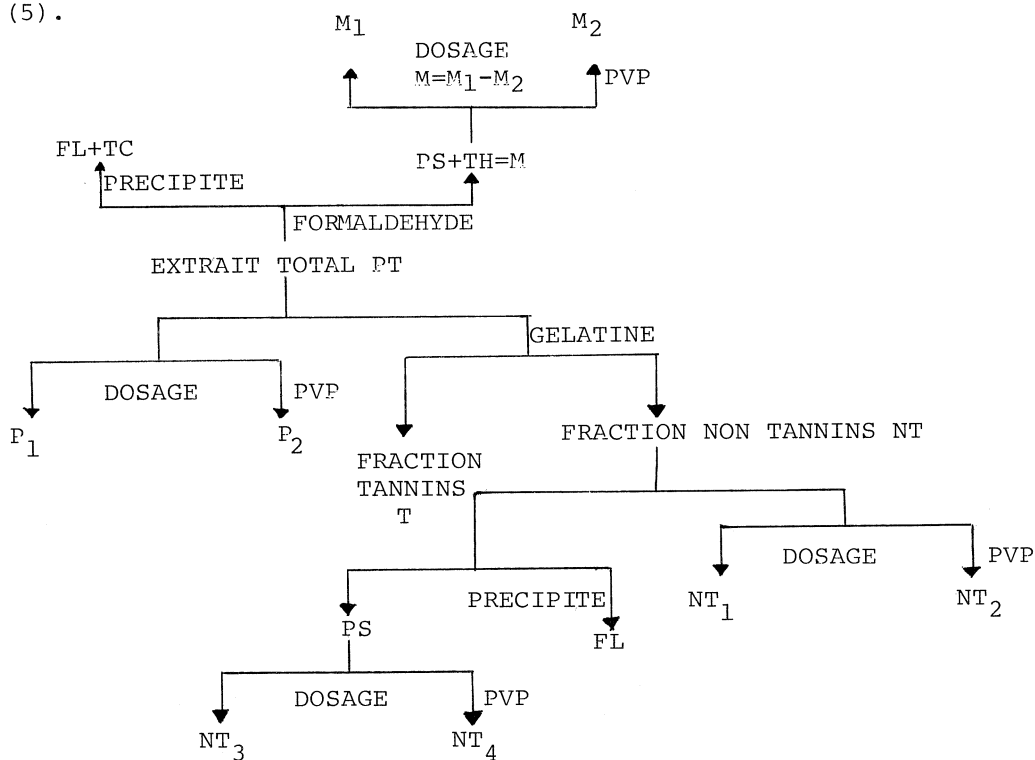 (5).
M1 M2
DOSAGE
M=M1-M2 PVP
FL+TC
PS+TH=M
PRECIPITE
FORMALDEHYDE
EXTRAIT TOTAL PT
GELATINE
DOSAGE PVP
P1 P2
FRACTION NON TANNINS NT
FRACTION
TANNINS
T
DOSAGE PVP
PRECIPITE
NT1 NT2
PS
FL
DOSAGE PVP
NT3 NT4